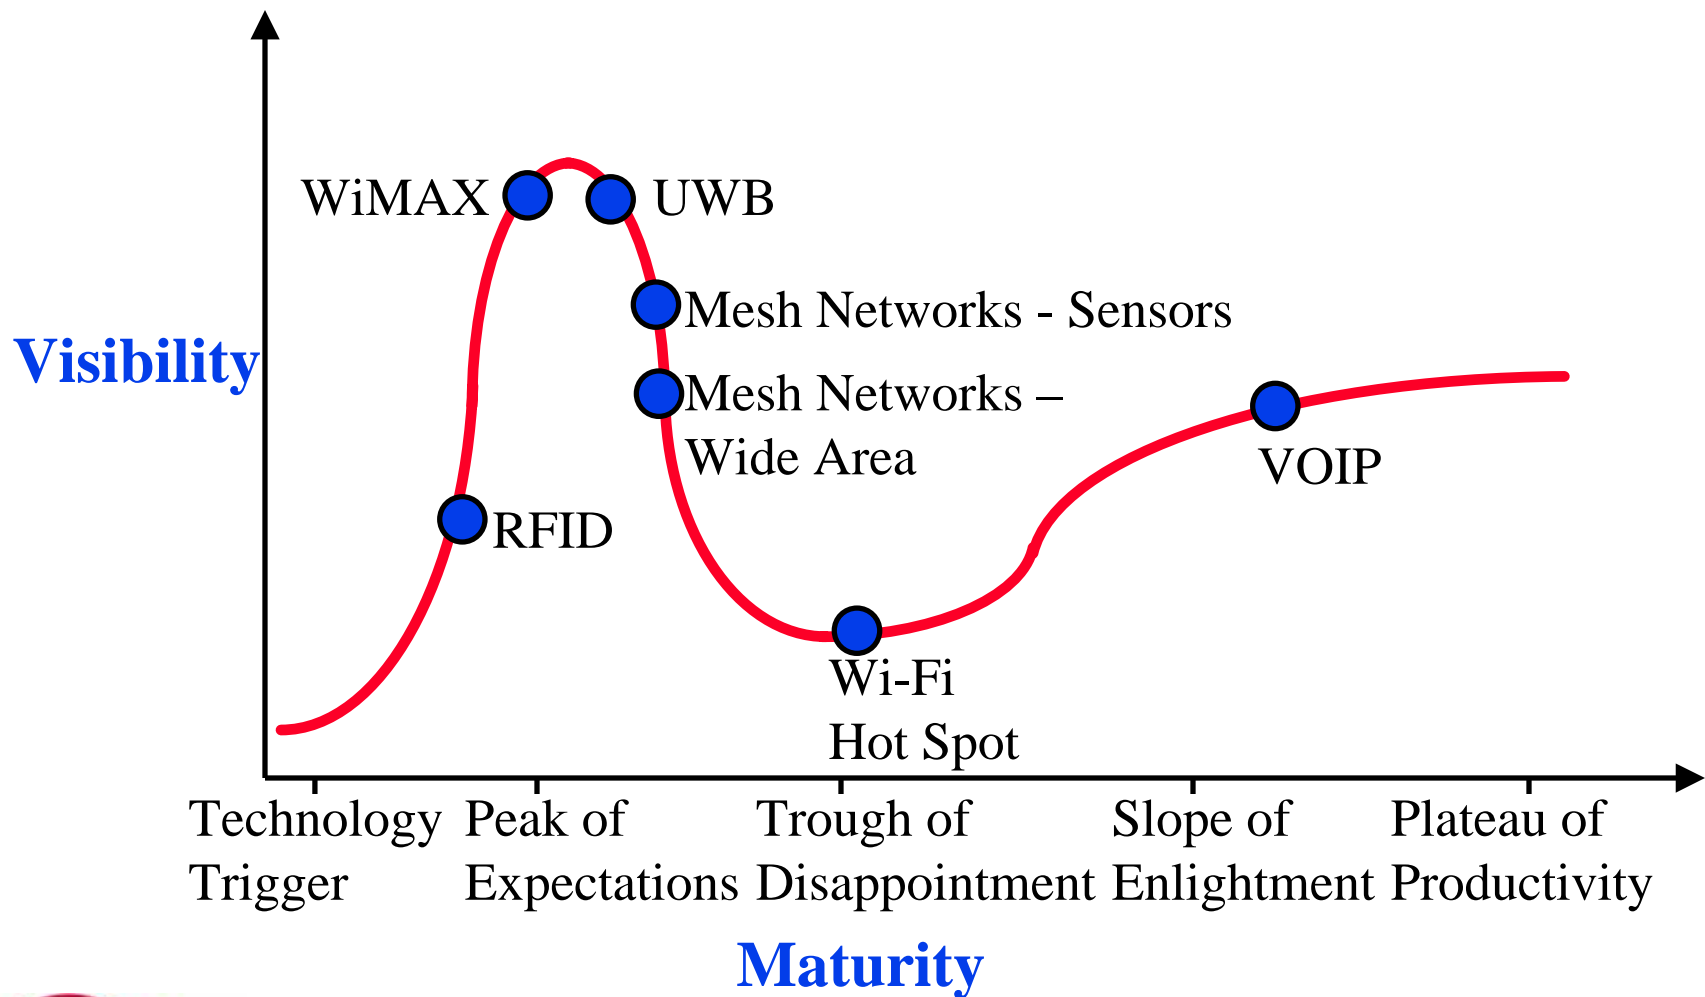 WiMAX
UWB
Mesh Networks - Sensors
Visibility
Mesh Networks –
Wide Area
VOIP
RFID
Wi-Fi
Hot Spot
Technology
Trigger
Peak of
Expectations
Trough of
Disappointment
Slope of
Enlightment
Plateau of
Productivity
Maturity